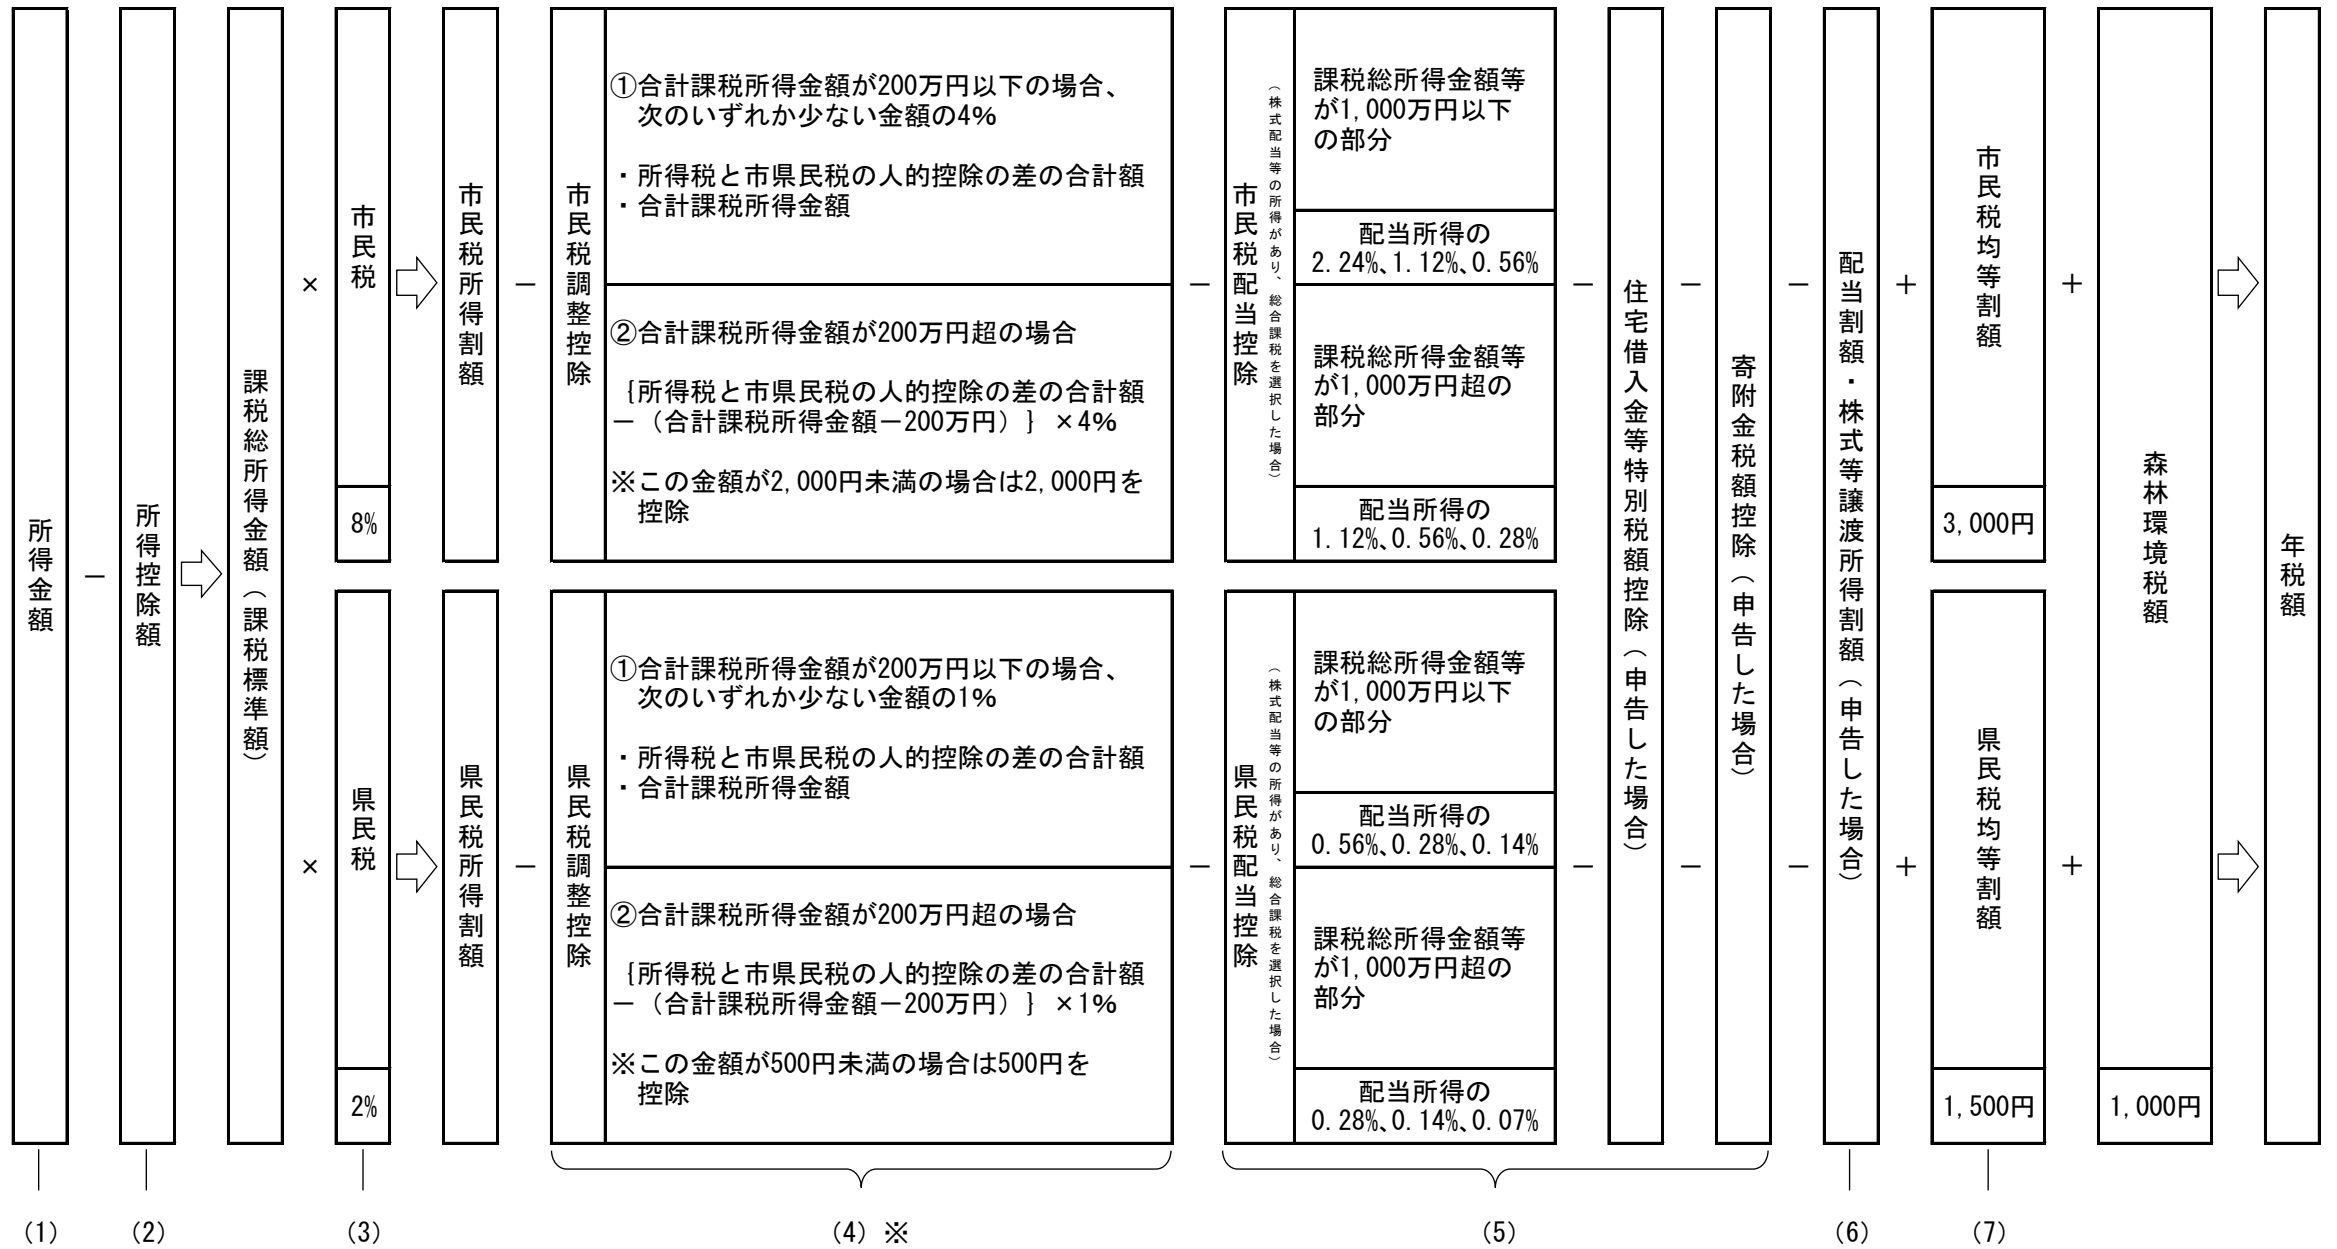 所得金額
－
所得控除額
課税総所得金額（課税標準額）
×
市民税
8%
市民税所得割額
－
市民税調整控除
①合計課税所得金額が200万円以下の場合、
次のいずれか少ない金額の4%
・所得税と市県民税の人的控除の差の合計額
・合計課税所得金額
②合計課税所得金額が200万円超の場合
{所得税と市県民税の人的控除の差の合計額
－（合計課税所得金額－200万円）} ×4%
※この金額が2,000円未満の場合は2,000円を
控除
－
市民税配当控除
（株式配当等の所得があり、総合課税を選択した場合）
課税総所得金額等
が1,000万円以下
の部分
配当所得の
2.24%、1.12%、0.56%
課税総所得金額等
が1,000万円超の
部分
配当所得の
1.12%、0.56%、0.28%
×
県民税
2%
県民税所得割額
－
県民税調整控除
①合計課税所得金額が200万円以下の場合、
次のいずれか少ない金額の1%
・所得税と市県民税の人的控除の差の合計額
・合計課税所得金額
②合計課税所得金額が200万円超の場合
{所得税と市県民税の人的控除の差の合計額
－（合計課税所得金額－200万円）} ×1%
※この金額が500円未満の場合は500円を
控除
－
県民税配当控除
（株式配当等の所得があり、総合課税を選択した場合）
課税総所得金額等
が1,000万円以下
の部分
配当所得の
0.56%、0.28%、0.14%
課税総所得金額等
が1,000万円超の
部分
配当所得の
0.28%、0.14%、0.07%
－
－
住宅借入金等特別税額控除（申告した場合）
－
－
寄附金税額控除（申告した場合）
－
－
配当割額・株式等譲渡所得割額（申告した場合）
＋
市民税均等割額
3,000円
＋
＋
県民税均等割額
1,500円
＋
森林環境税額
1,000円
年税額
(1)
(2)
(3)
(4) ※
(5)
(6)
(7)